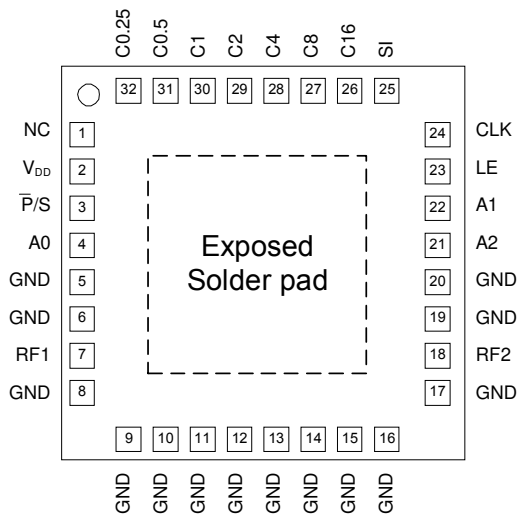 C0.25 C0.5 C1 C2 C4 C8 C16 SI
32 31 30 29 28 27 26 25
NC 1 24 CLK
VDD 2 23 LE
P̅/S 3 22 A1
A0 4 21 A2
GND 5 20 GND
GND 6 19 GND
RF1 7 18 RF2
GND 8 17 GND
Exposed
Solder pad
9 10 11 12 13 14 15 16
GND GND GND GND GND GND GND GND